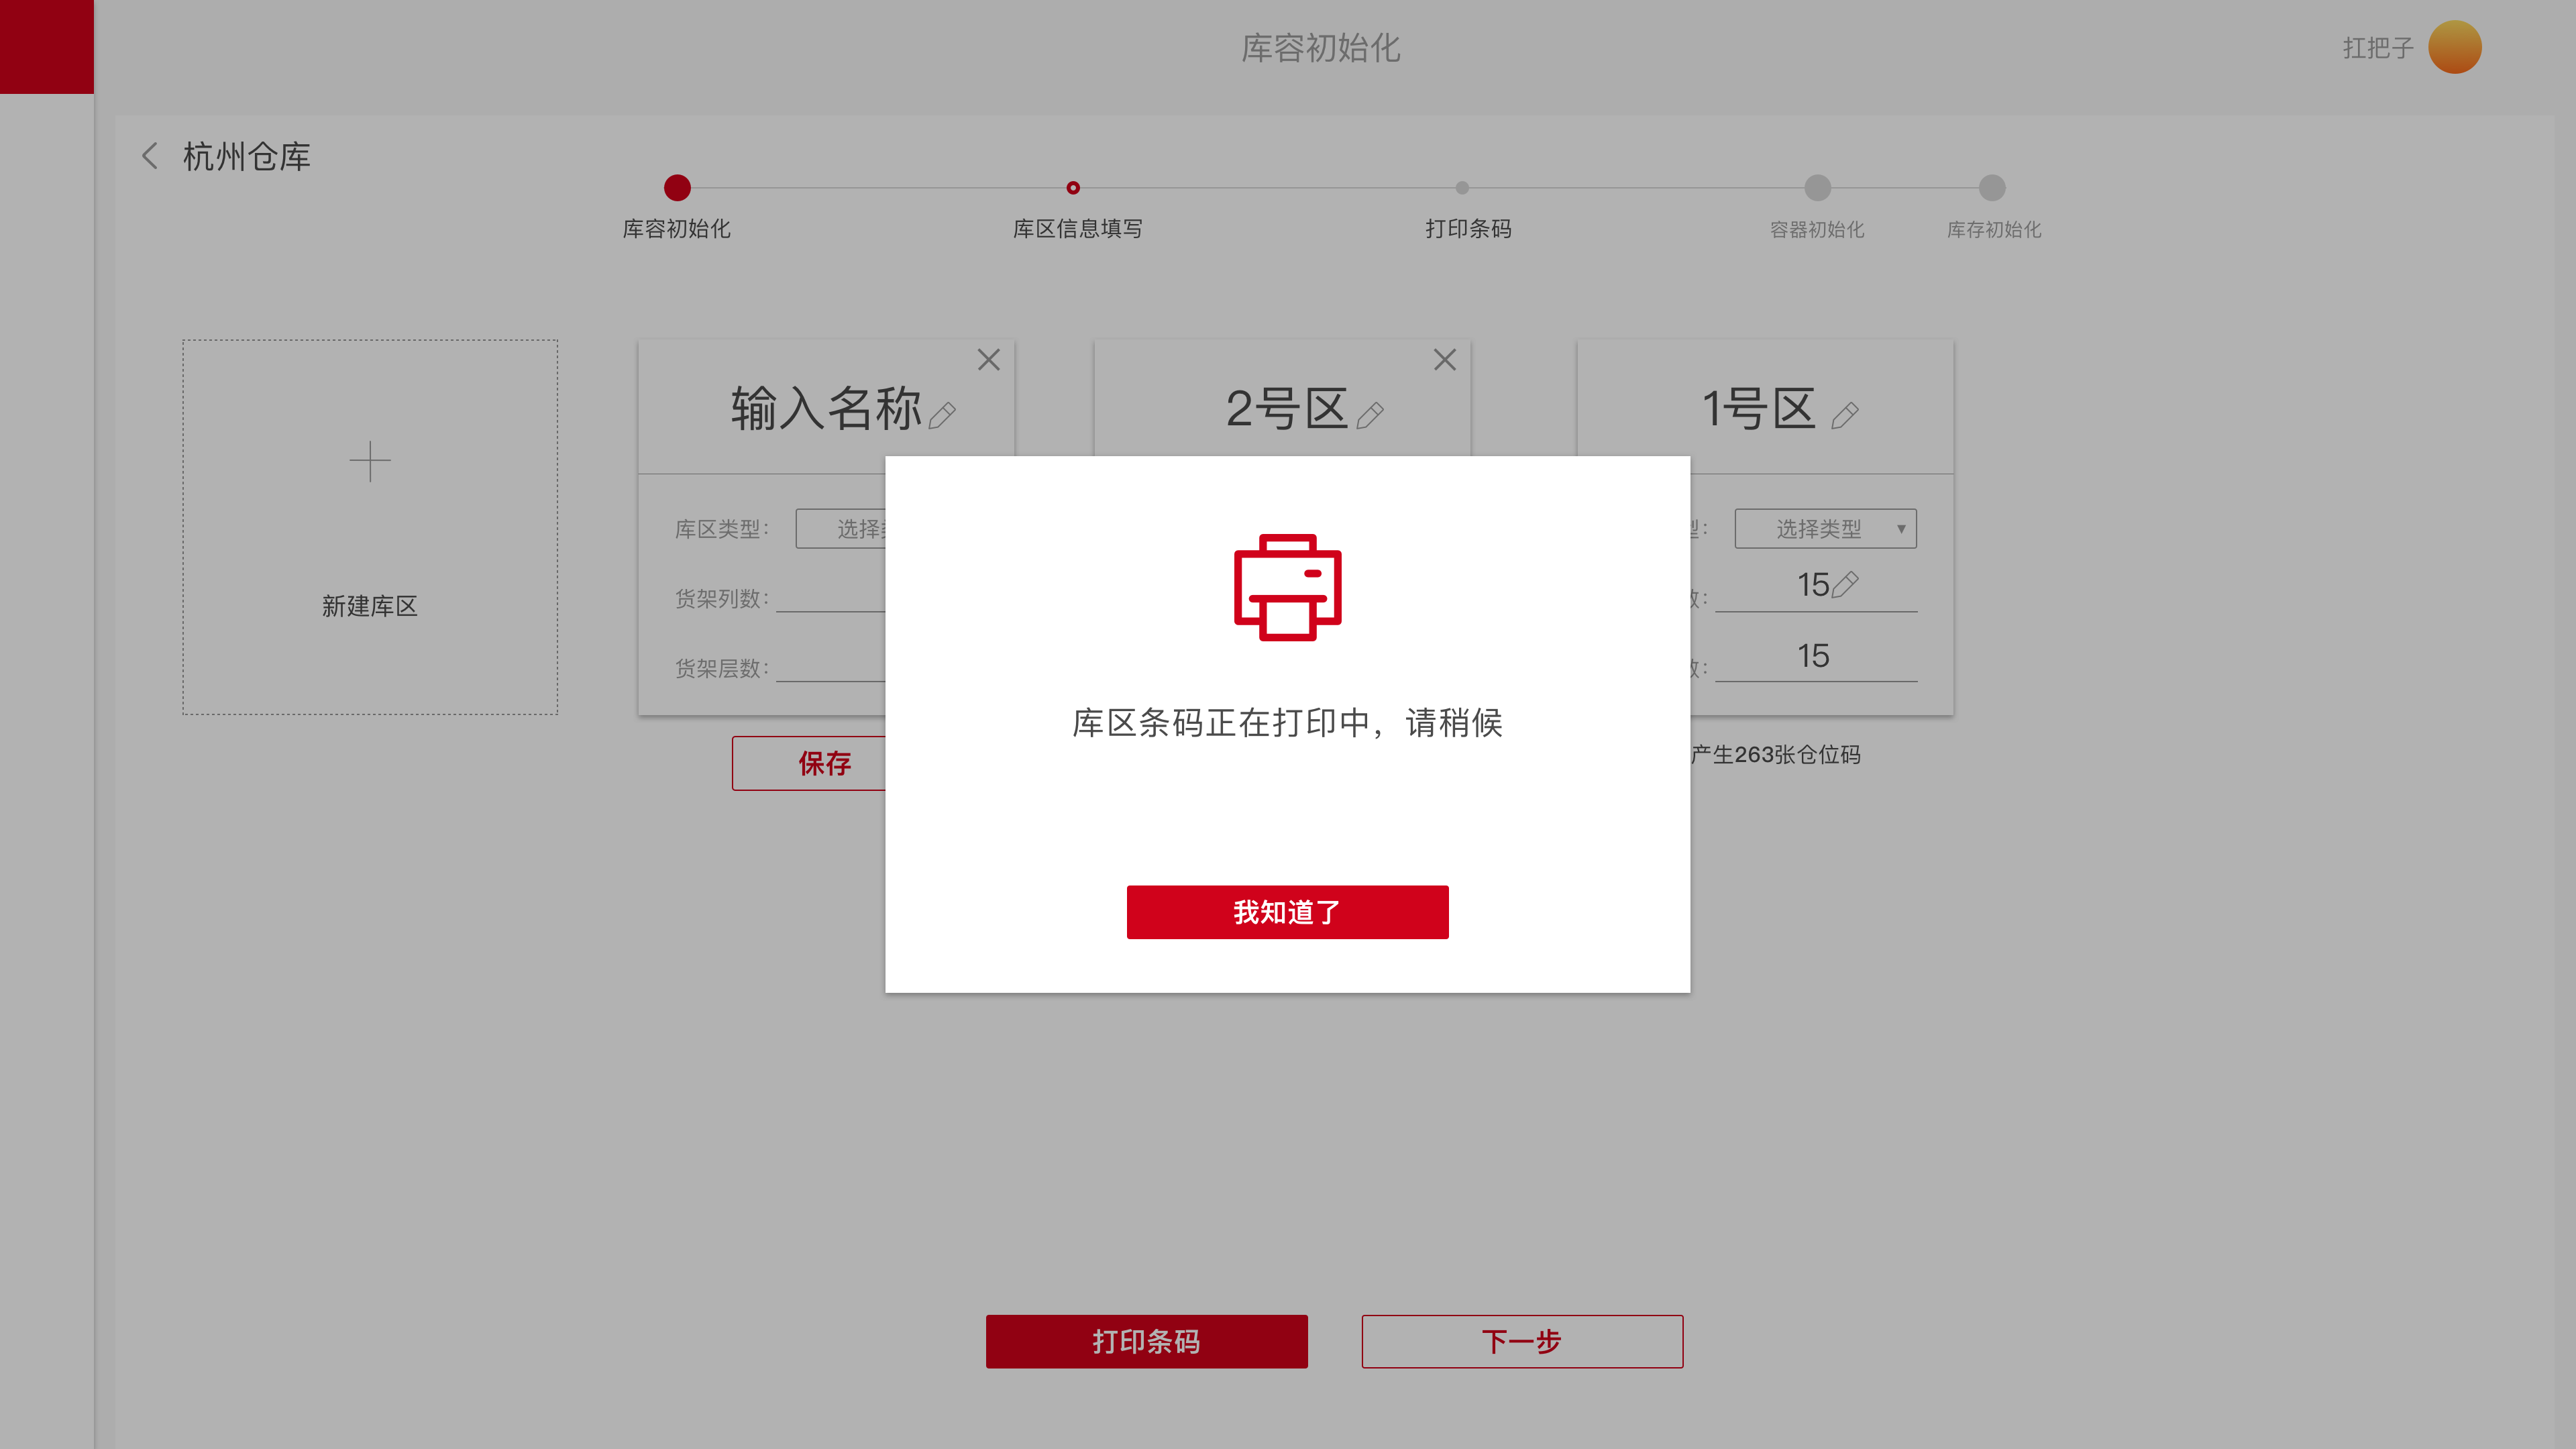 库容初始化
扛把子
杭州仓库
库容初始化
库区信息填写
打印条码
容器初始化
库存初始化
输入名称
2号区
1号区
新建库区
库区类型：
选择
选择类型
货架列数：
15
货架层数：
15
保存
产生263张仓位码
库区条码正在打印中，请稍候
我知道了
打印条码
下一步